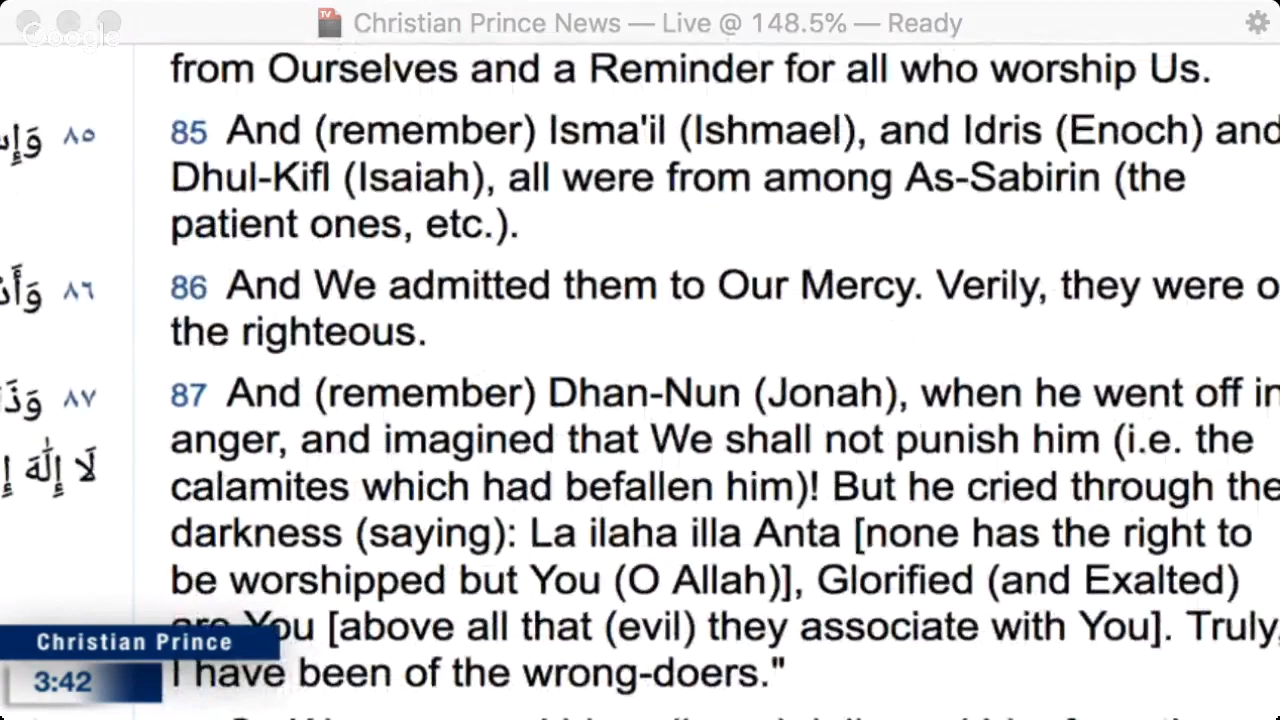 Christian Prince News — Live @ 148.5% — Ready
Google
from Ourselves and a Reminder for all who worship Us.
٨٥
85 And (remember) Isma'il (Ishmael), and Idris (Enoch) and
Dhul-Kifl (Isaiah), all were from among As-Sabirin (the
patient ones, etc.).
٨٦
86 And We admitted them to Our Mercy. Verily, they were o
the righteous.
٨٧
87 And (remember) Dhan-Nun (Jonah), when he went off in
anger, and imagined that We shall not punish him (i.e. the
calamites which had befallen him)! But he cried through the
لَا إِلَٰهَ
darkness (saying): La ilaha illa Anta [none has the right to
be worshipped but You (O Allah)], Glorified (and Exalted)
are You [above all that (evil) they associate with You]. Truly,
I have been of the wrong-doers."
Christian Prince
3:42